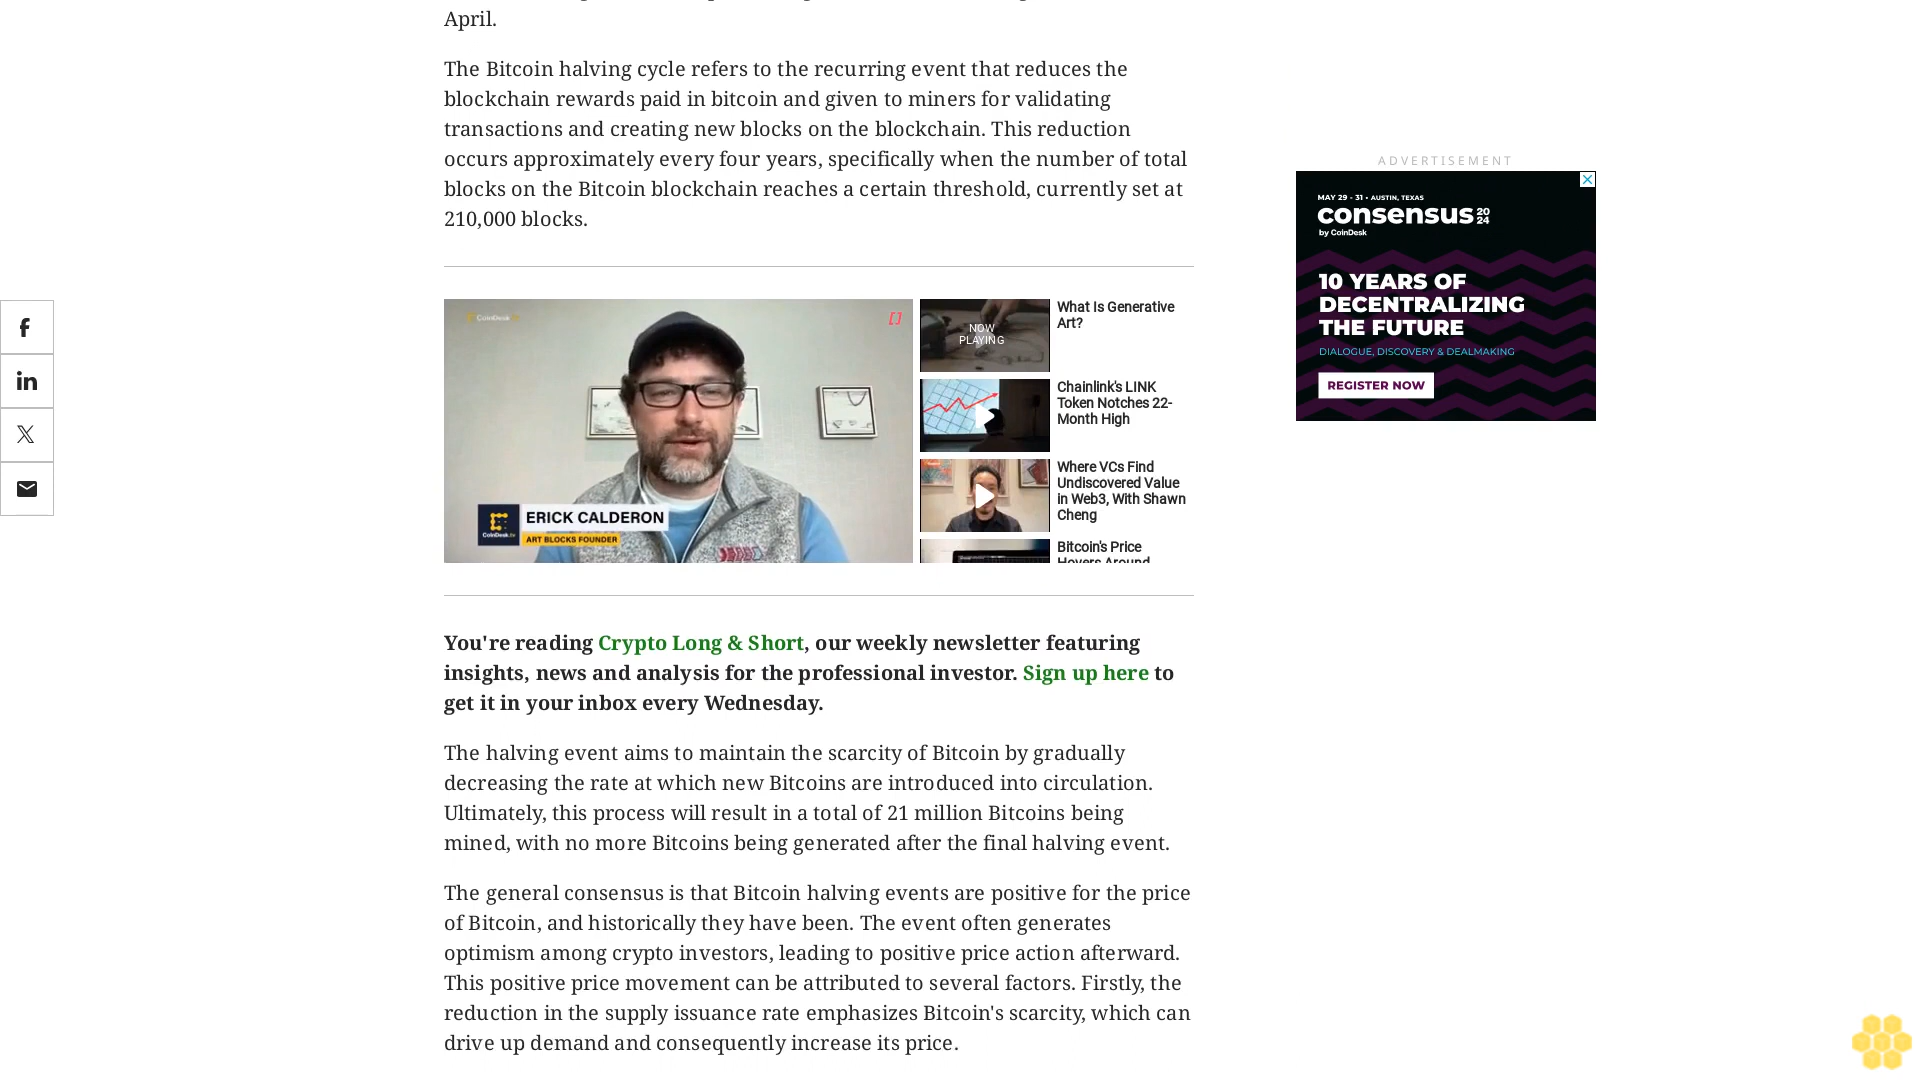 April.
The Bitcoin halving cycle refers to the recurring event that reduces the
blockchain rewards paid in bitcoin and given to miners for validating
transactions and creating new blocks on the blockchain. This reduction
occurs approximately every four years, specifically when the number of total
blocks on the Bitcoin blockchain reaches a certain threshold, currently set at
210,000 blocks.
CoinDesk
ERICK CALDERON
CoinDesk.tv
ART BLOCKS FOUNDER
NOW
PLAYING
What Is Generative
Art?
Chainlink's LINK
Token Notches 22-
Month High
Where VCs Find
Undiscovered Value
in Web3, With Shawn
Cheng
Bitcoin's Price
Hovers Around
You're reading Crypto Long & Short, our weekly newsletter featuring
insights, news and analysis for the professional investor. Sign up here to
get it in your inbox every Wednesday.
The halving event aims to maintain the scarcity of Bitcoin by gradually
decreasing the rate at which new Bitcoins are introduced into circulation.
Ultimately, this process will result in a total of 21 million Bitcoins being
mined, with no more Bitcoins being generated after the final halving event.
The general consensus is that Bitcoin halving events are positive for the price
of Bitcoin, and historically they have been. The event often generates
optimism among crypto investors, leading to positive price action afterward.
This positive price movement can be attributed to several factors. Firstly, the
reduction in the supply issuance rate emphasizes Bitcoin's scarcity, which can
drive up demand and consequently increase its price.
ADVERTISEMENT
MAY 29 - 31 • AUSTIN, TEXAS
consensus 2024
by CoinDesk
10 YEARS OF
DECENTRALIZING
THE FUTURE
DIALOGUE, DISCOVERY & DEALMAKING
REGISTER NOW